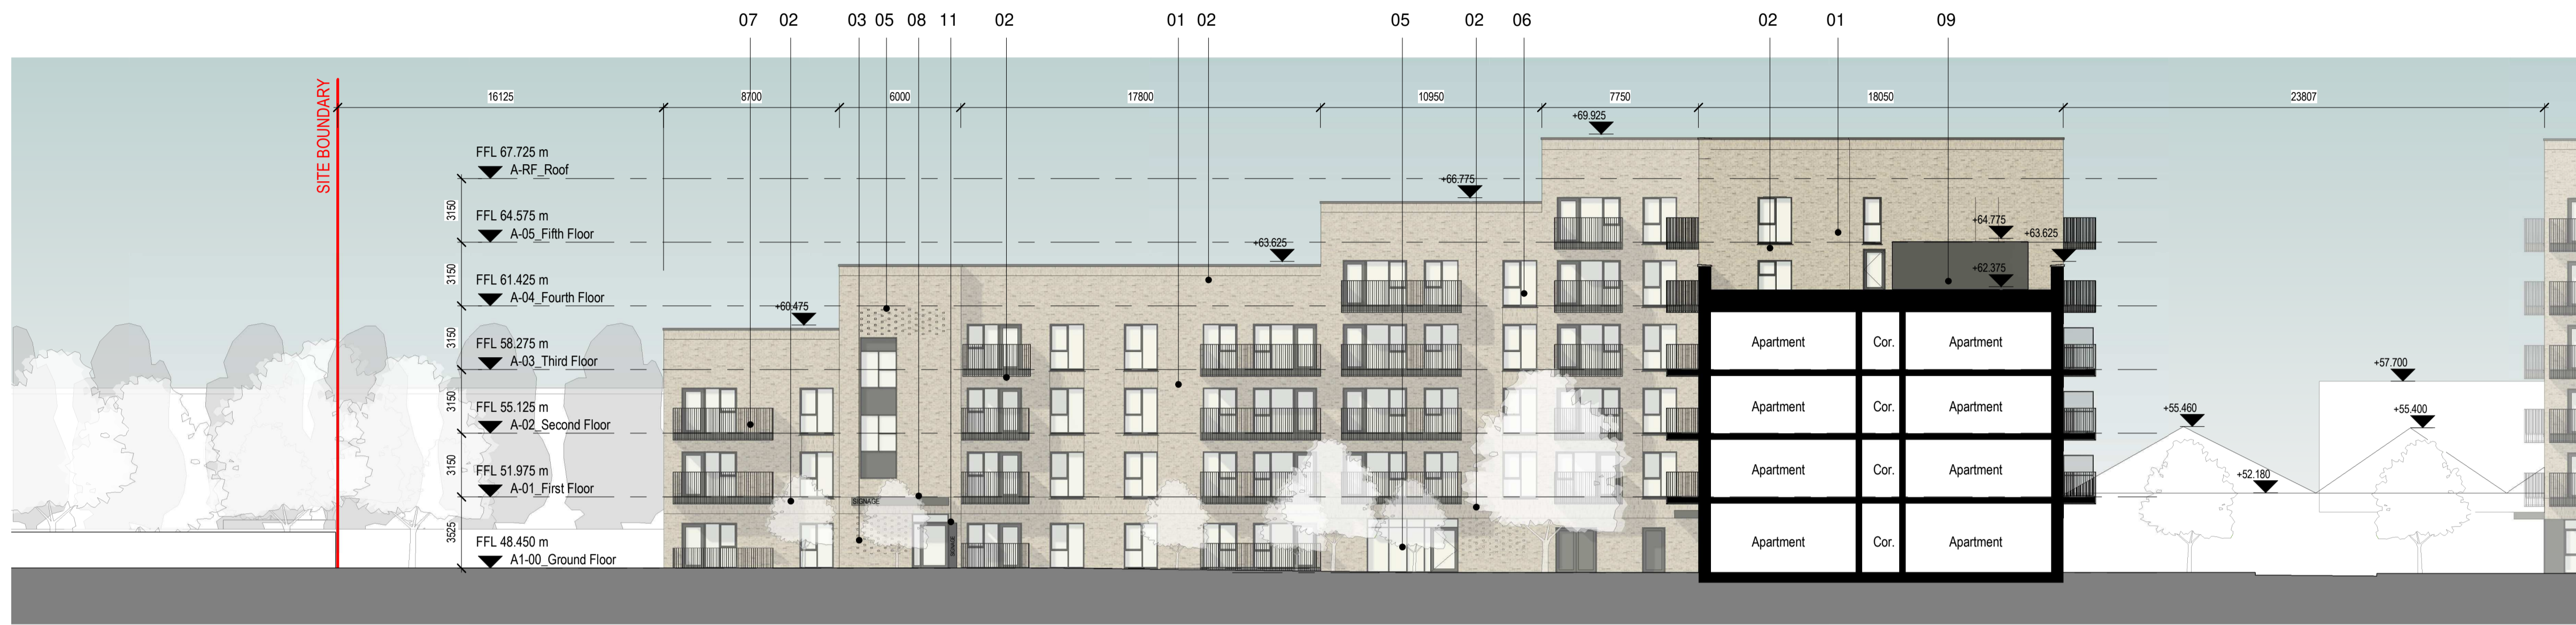 07 02 03 05 08 11 02 01 02 05 02 06 02 01 09
SITE BOUNDARY
16125 8700 6000 17800 10950 7750 18050 23807
+69.925
FFL 67.725 m
A-RF_Roof
+66.775
3150
FFL 64.575 m
A-05_Fifth Floor
+64.775
+63.625
+63.625
3150
FFL 61.425 m
A-04_Fourth Floor
+62.375
+60.475
3150
FFL 58.275 m
A-03_Third Floor
Apartment Cor. Apartment
+57.700
3150
FFL 55.125 m
A-02_Second Floor
Apartment Cor. Apartment
+55.460
+55.400
3150
FFL 51.975 m
A-01_First Floor
Apartment Cor. Apartment
+52.180
SIGNAGE
3525
FFL 48.450 m
A1-00_Ground Floor
SIGNAGE
Apartment Cor. Apartment